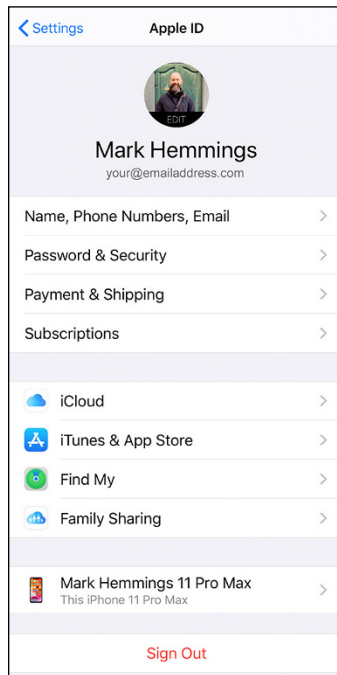 Settings
Apple ID
EDIT
Mark Hemmings
your@emailaddress.com
Name, Phone Numbers, Email
Password & Security
Payment & Shipping
Subscriptions
iCloud
iTunes & App Store
Find My
Family Sharing
Mark Hemmings 11 Pro Max
This iPhone 11 Pro Max
Sign Out